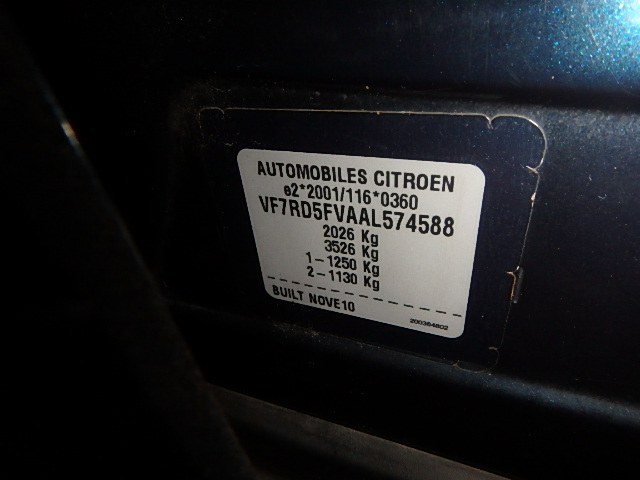 AUTOMOBILES CITROEN
e2*2001/116*0360
VF7RD5FVAAL574588
2026 Kg
3526 Kg
1-1250 Kg
2-1130 Kg
BUILT NOVE10
200364602